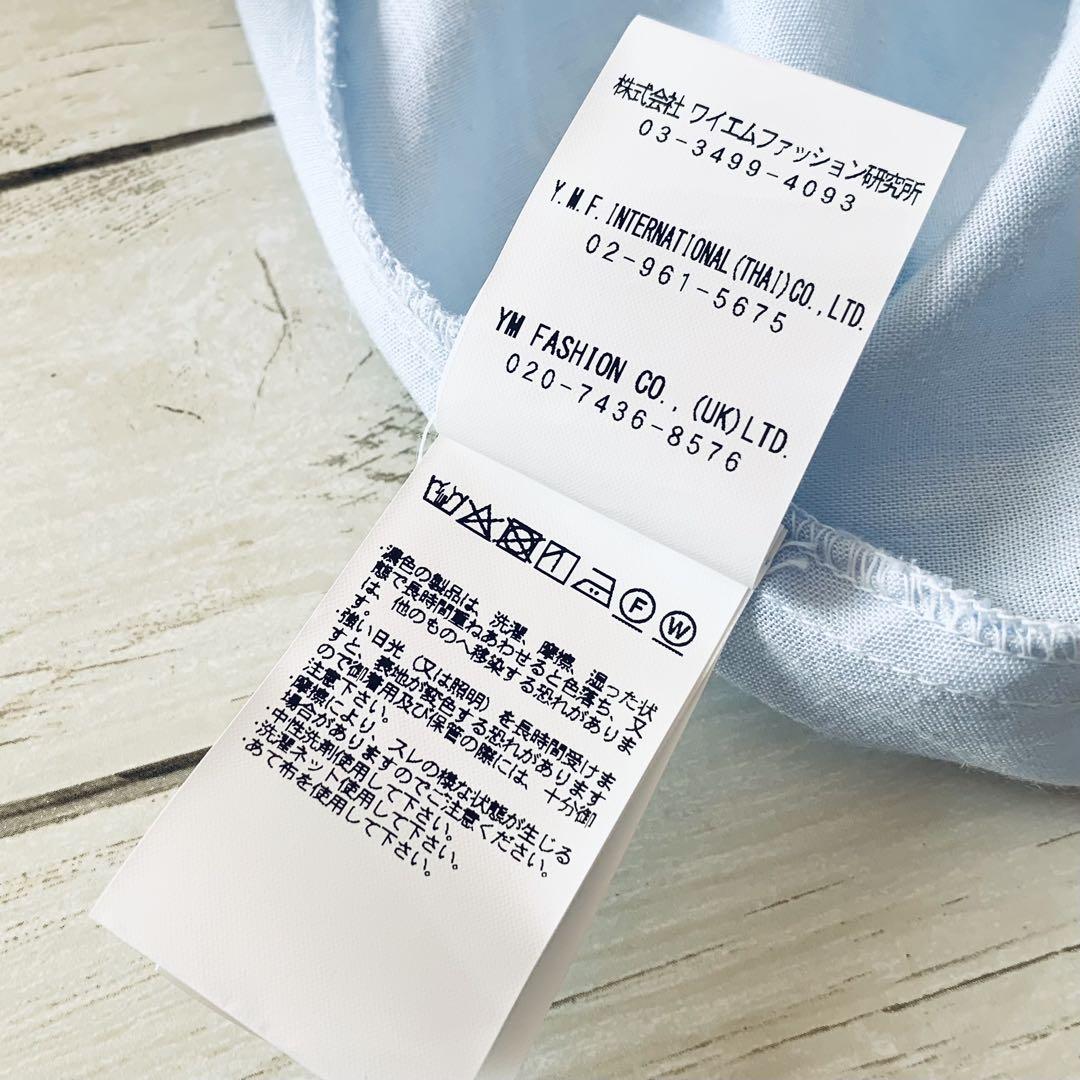 株式会社 ワイエムファッション研究所
03-3499-4093
Y.M.F.INTERNATIONAL(THAI)CO.,LTD.
02-961-5675
YM FASHION CO.,(UK)LTD.
020-7436-8576
F W
・濃色の製品は、洗濯、摩擦、湿った状
態で長時間重ねあわせると色落ち、又
は、他のものへ移染する恐れがありま
す。
・強い日光（又は照明）を長時間受けま
すと、表地が変色する恐れがあります
ので御着用及び保管の際には、十分御
注意下さい。
・摩擦により、スレの様な状態が生じる
場合がありますのでご注意ください。
・中性洗剤使用して下さい。
・洗濯ネット使用して下さい。
・あて布を使用して下さい。